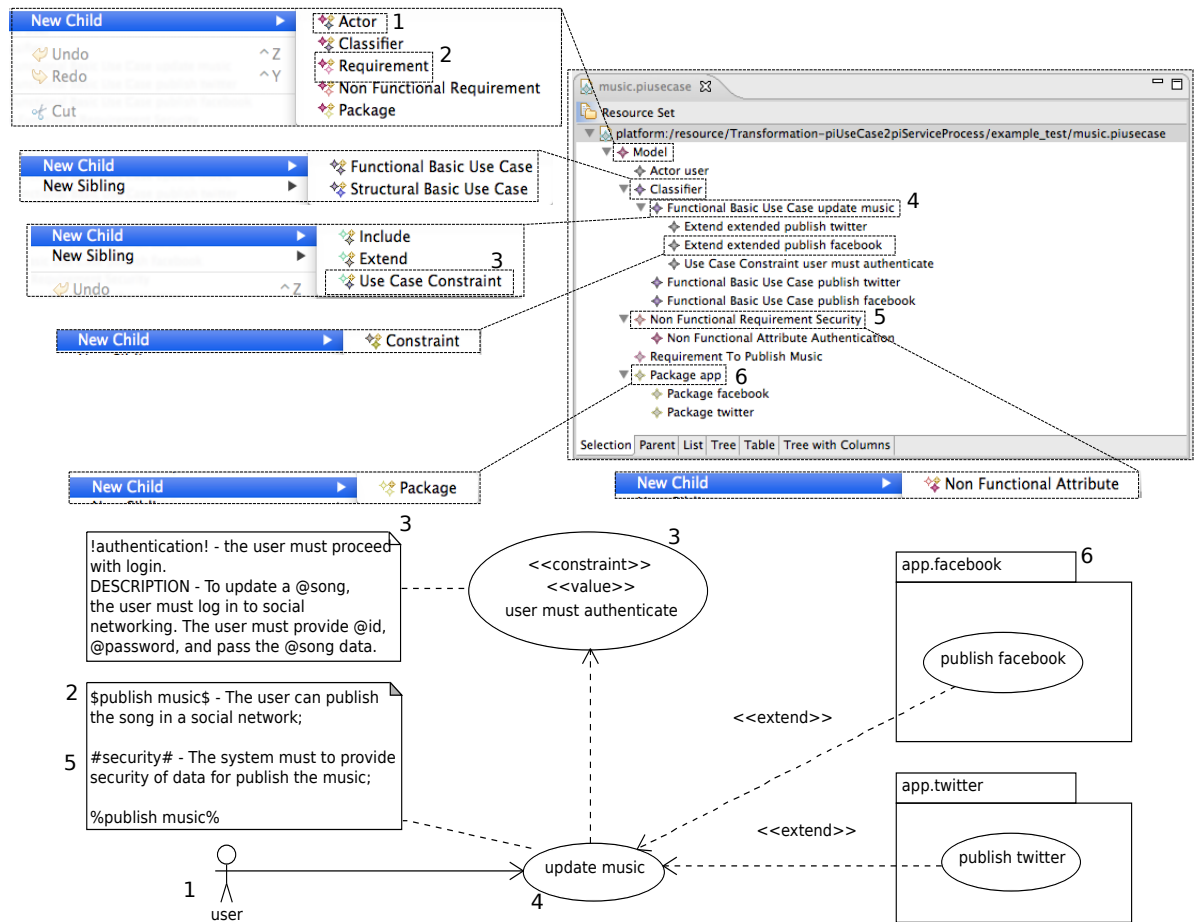 New Child
Undo
^Z
Redo
^Y
Cut
Actor
1
Classifier
Requirement
2
Non Functional Requirement
Package
New Child
New Sibling
Functional Basic Use Case
Structural Basic Use Case
New Child
New Sibling
Undo
^Z
Include
Extend
3
Use Case Constraint
New Child
Constraint
music.piusecase
Resource Set
platform:/resource/Transformation-piUseCase2piServiceProcess/example_test/music.piusecase
Model
Actor user
Classifier
Functional Basic Use Case update music
4
Extend extended publish twitter
Extend extended publish facebook
Use Case Constraint user must authenticate
Functional Basic Use Case publish twitter
Functional Basic Use Case publish facebook
Non Functional Requirement Security
5
Non Functional Attribute Authentication
Requirement To Publish Music
Package app
6
Package facebook
Package twitter
Selection Parent List Tree Table Tree with Columns
New Child
Package
New Child
Non Functional Attribute
3
!authentication! - the user must proceed
with login.
DESCRIPTION - To update a @song,
the user must log in to social
networking. The user must provide @id,
@password, and pass the @song data.
3
<<constraint>>
<<value>>
user must authenticate
6
app.facebook
publish facebook
2
$publish music$ - The user can publish
the song in a social network;
5
#security# - The system must to provide
security of data for publish the music;
%publish music%
<<extend>>
app.twitter
<<extend>>
publish twitter
update music
4
1
user